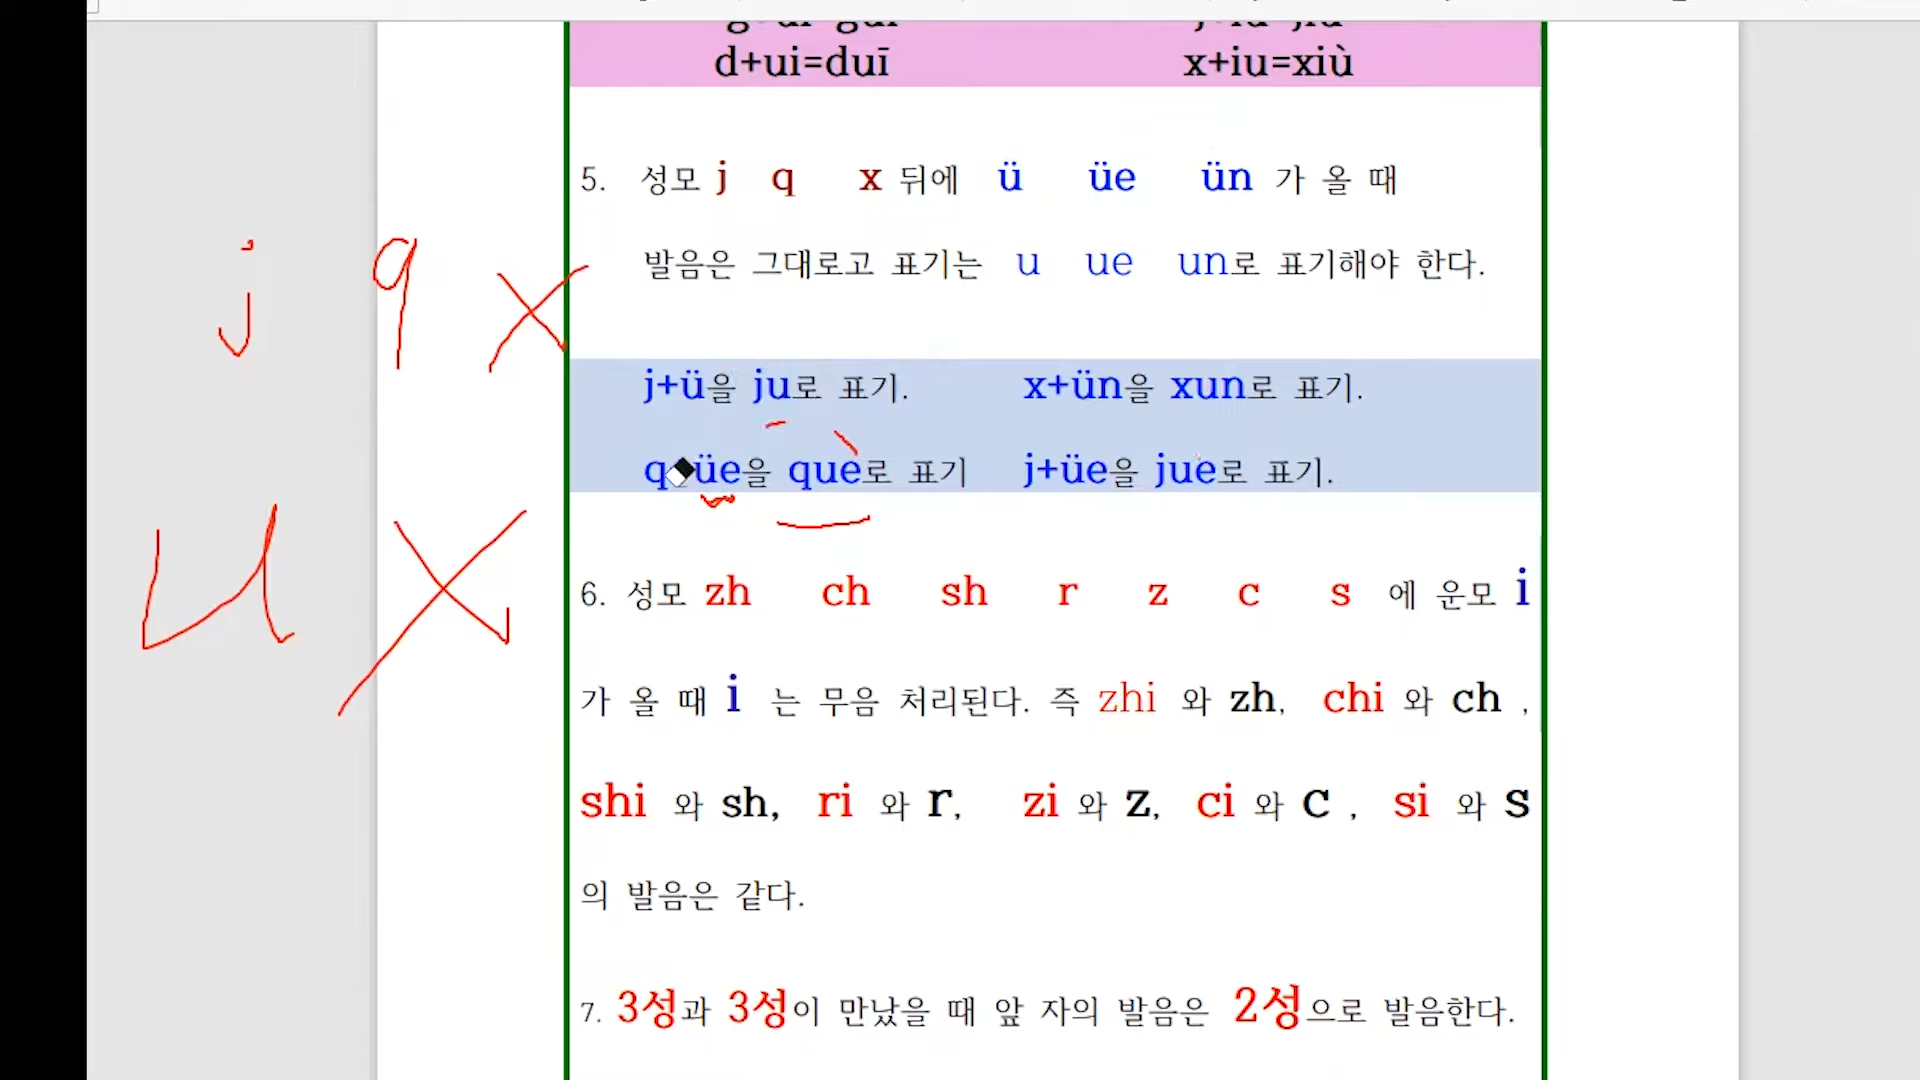 d+ui=duī x+iu=xiù
5. 성모 j q x 뒤에 ü üe ün 가 올 때
발음은 그대로고 표기는 u ue un로 표기해야 한다.
j q x
j+ü을 ju로 표기. x+ün을 xun로 표기.
q üe을 que로 표기 j+üe을 jue로 표기.
u x
6. 성모 zh ch sh r z c s 에 운모 i
가 올 때 i 는 무음 처리된다. 즉 zhi 와 zh, chi 와 ch ,
shi 와 sh, ri 와 r, zi 와 z, ci 와 c , si 와 s
의 발음은 같다.
7. 3성과 3성이 만났을 때 앞 자의 발음은 2성으로 발음한다.